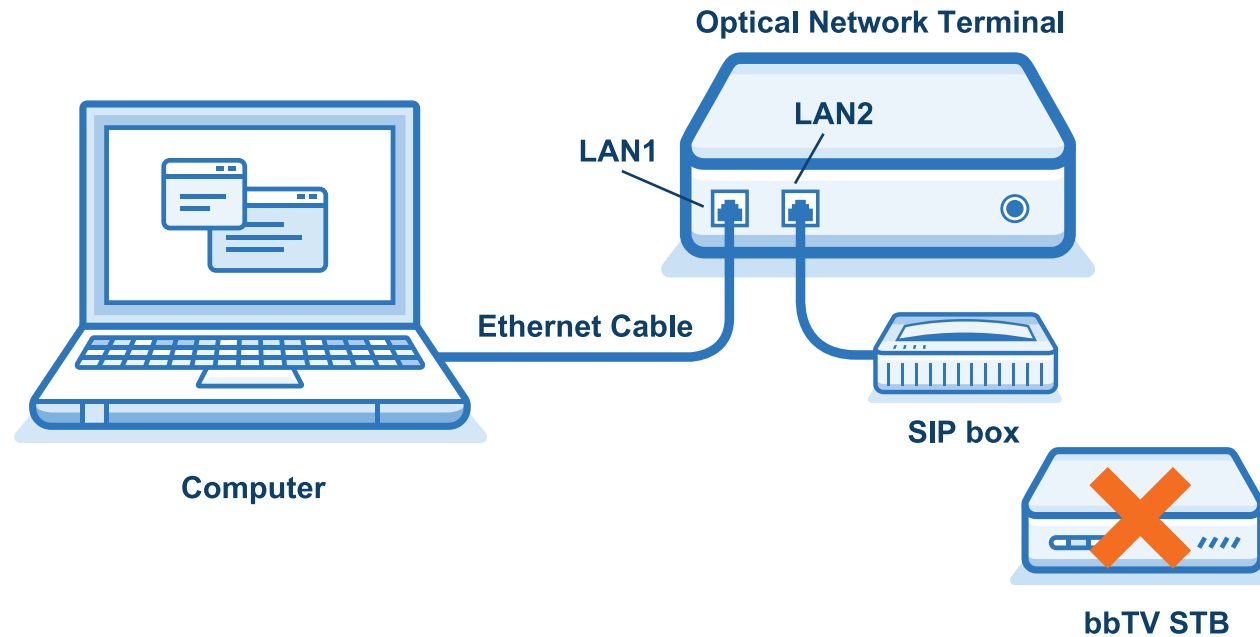 Optical Network Terminal
LAN2
LAN1
Ethernet Cable
SIP box
Computer
bbTV STB